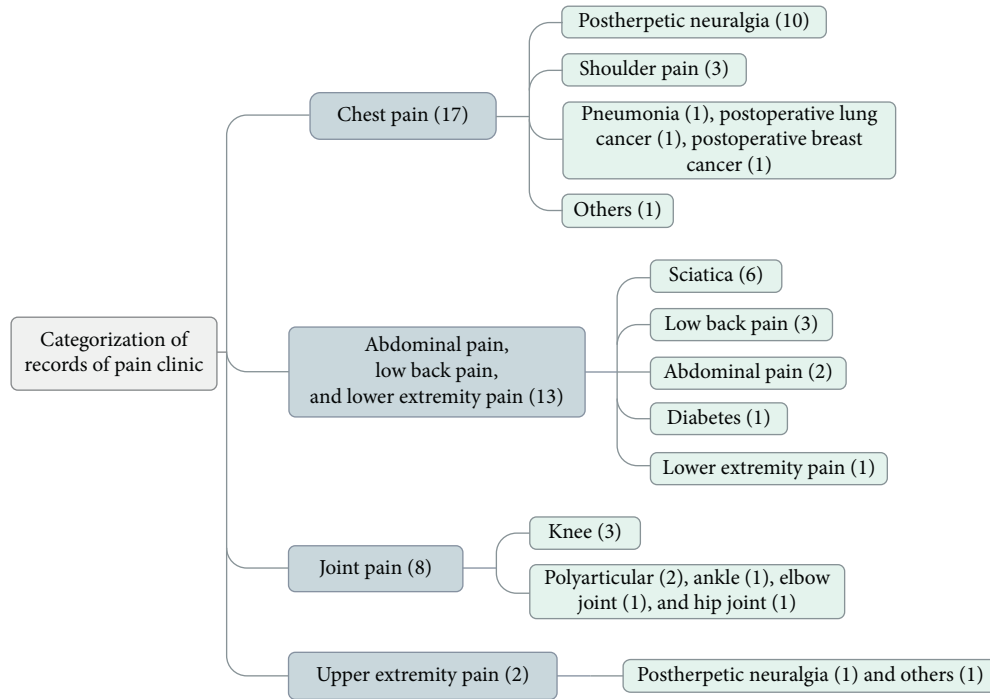 Categorization of
records of pain clinic
Chest pain (17)
Postherpetic neuralgia (10)
Shoulder pain (3)
Pneumonia (1), postoperative lung
cancer (1), postoperative breast
cancer (1)
Others (1)
Abdominal pain,
low back pain,
and lower extremity pain (13)
Sciatica (6)
Low back pain (3)
Abdominal pain (2)
Diabetes (1)
Lower extremity pain (1)
Joint pain (8)
Knee (3)
Polyarticular (2), ankle (1), elbow
joint (1), and hip joint (1)
Upper extremity pain (2)
Postherpetic neuralgia (1) and others (1)